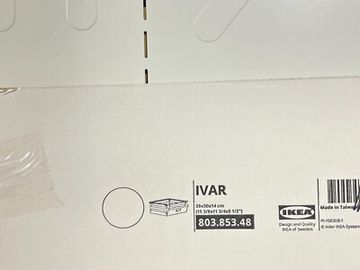 IVAR
39x30x14 cm
(15 3/8x11 3/4x5 1/2")
803.853.48
IKEA
Design and Quality
IKEA of Sweden
Made in Taiwan
© Inter IKEA System